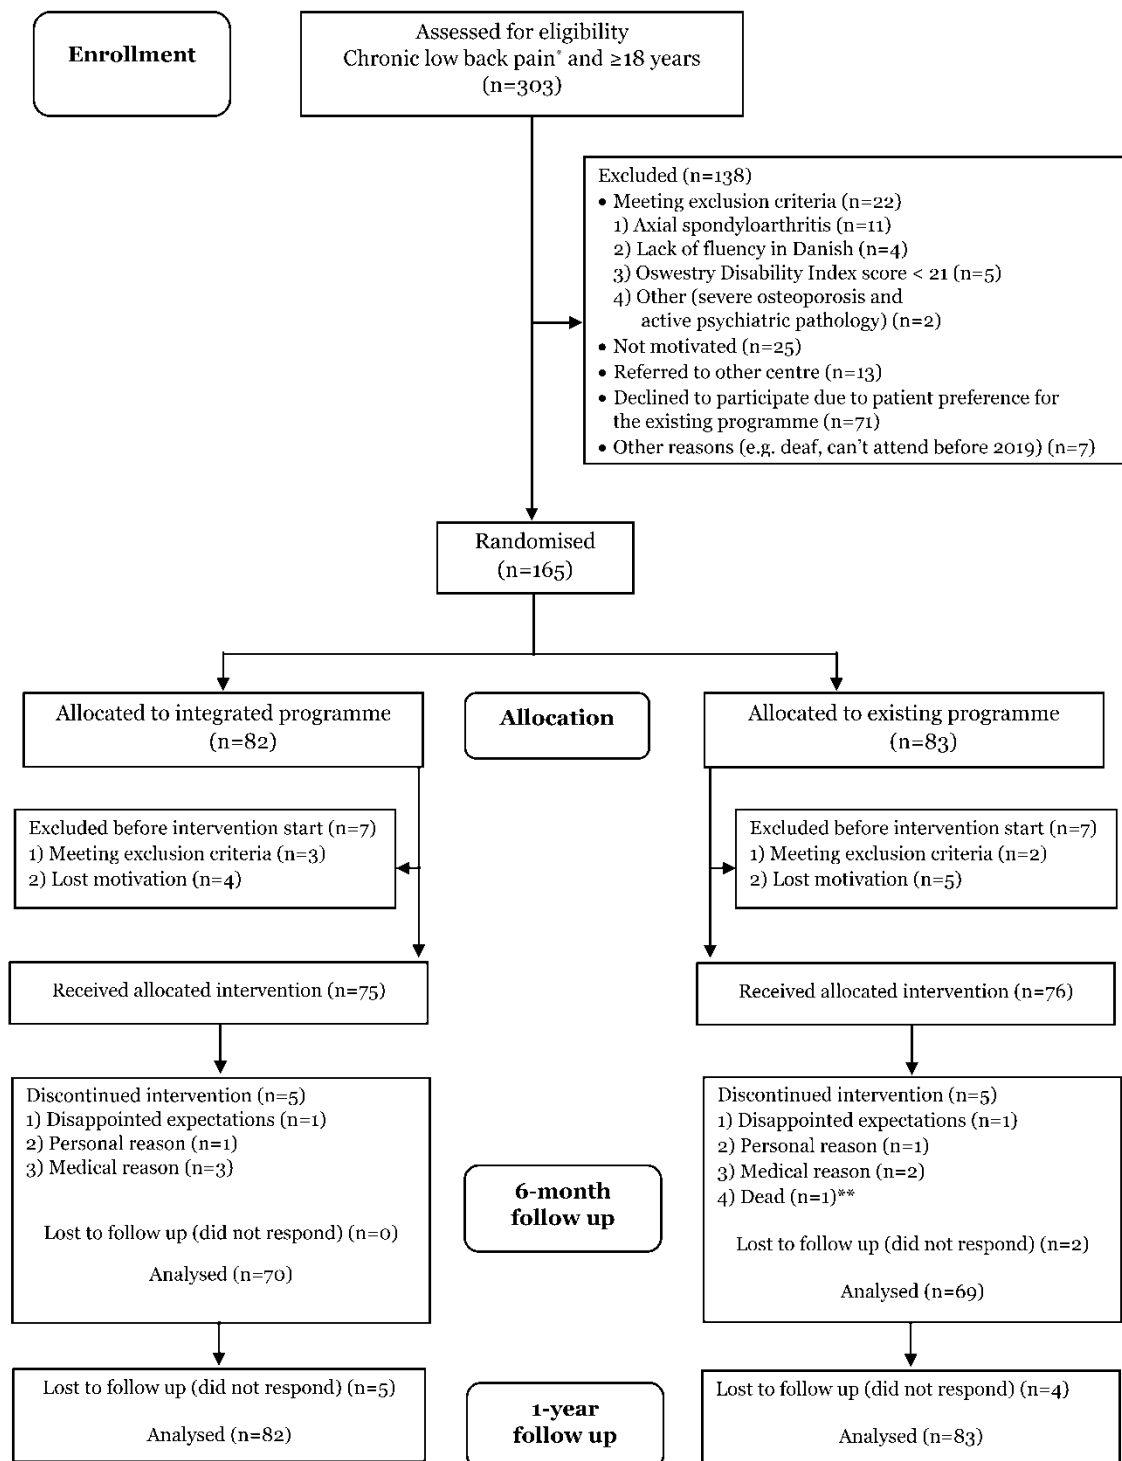 Enrollment
Assessed for eligibility
Chronic low back pain* and ≥18 years
(n=303)
Excluded (n=138)
• Meeting exclusion criteria (n=22)
1) Axial spondyloarthritis (n=11)
2) Lack of fluency in Danish (n=4)
3) Oswestry Disability Index score < 21 (n=5)
4) Other (severe osteoporosis and
active psychiatric pathology) (n=2)
• Not motivated (n=25)
• Referred to other centre (n=13)
• Declined to participate due to patient preference for
the existing programme (n=71)
• Other reasons (e.g. deaf, can't attend before 2019) (n=7)
Randomised
(n=165)
Allocated to integrated programme
(n=82)
Allocation
Allocated to existing programme
(n=83)
Excluded before intervention start (n=7)
1) Meeting exclusion criteria (n=3)
2) Lost motivation (n=4)
Excluded before intervention start (n=7)
1) Meeting exclusion criteria (n=2)
2) Lost motivation (n=5)
Received allocated intervention (n=75)
Received allocated intervention (n=76)
Discontinued intervention (n=5)
1) Disappointed expectations (n=1)
2) Personal reason (n=1)
3) Medical reason (n=3)
Lost to follow up (did not respond) (n=0)
Analysed (n=70)
6-month
follow up
Discontinued intervention (n=5)
1) Disappointed expectations (n=1)
2) Personal reason (n=1)
3) Medical reason (n=2)
4) Dead (n=1)**
Lost to follow up (did not respond) (n=2)
Analysed (n=69)
Lost to follow up (did not respond) (n=5)
Analysed (n=82)
1-year
follow up
Lost to follow up (did not respond) (n=4)
Analysed (n=83)